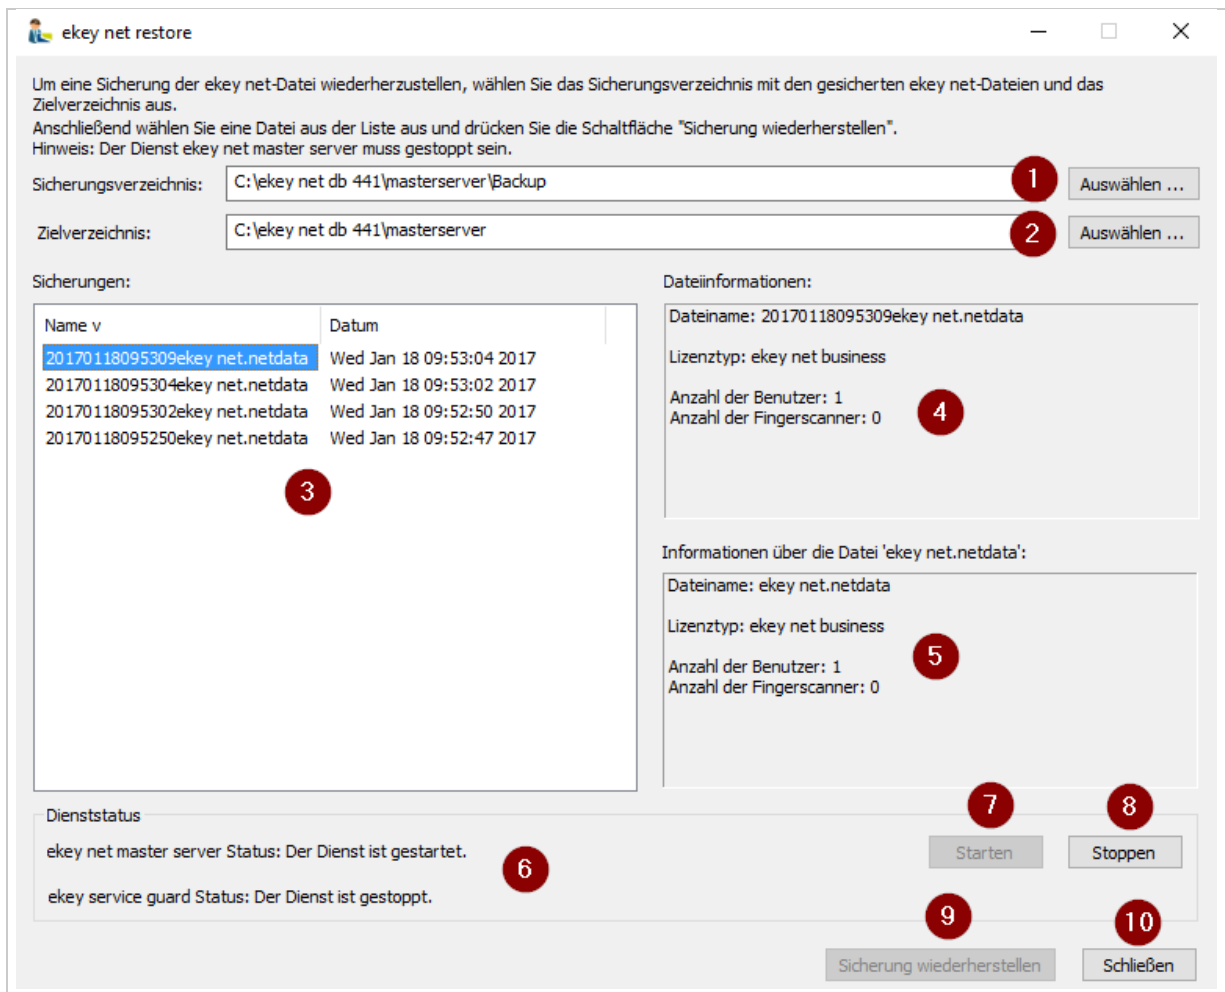 ekey net restore
Um eine Sicherung der ekey net-Datei wiederherzustellen, wählen Sie das Sicherungsverzeichnis mit den gesicherten ekey net-Dateien und das
Zielverzeichnis aus.
Anschließend wählen Sie eine Datei aus der Liste aus und drücken Sie die Schaltfläche "Sicherung wiederherstellen".
Hinweis: Der Dienst ekey net master server muss gestoppt sein.
Sicherungsverzeichnis: C:\ekey net db 441\masterserver\Backup 1 Auswählen ...
Zielverzeichnis: C:\ekey net db 441\masterserver 2 Auswählen ...
Sicherungen:
Name v Datum
20170118095309ekey net.netdata Wed Jan 18 09:53:04 2017
20170118095304ekey net.netdata Wed Jan 18 09:53:02 2017
20170118095302ekey net.netdata Wed Jan 18 09:52:50 2017
20170118095250ekey net.netdata Wed Jan 18 09:52:47 2017
3
Dateiinformationen:
Dateiname: 20170118095309ekey net.netdata
Lizenztyp: ekey net business
Anzahl der Benutzer: 1
Anzahl der Fingerscanner: 0
4
Informationen über die Datei 'ekey net.netdata':
Dateiname: ekey net.netdata
Lizenztyp: ekey net business
Anzahl der Benutzer: 1
Anzahl der Fingerscanner: 0
5
Dienststatus
ekey net master server Status: Der Dienst ist gestartet.
ekey service guard Status: Der Dienst ist gestoppt.
6
7 8
Starten Stoppen
9 10
Sicherung wiederherstellen Schließen